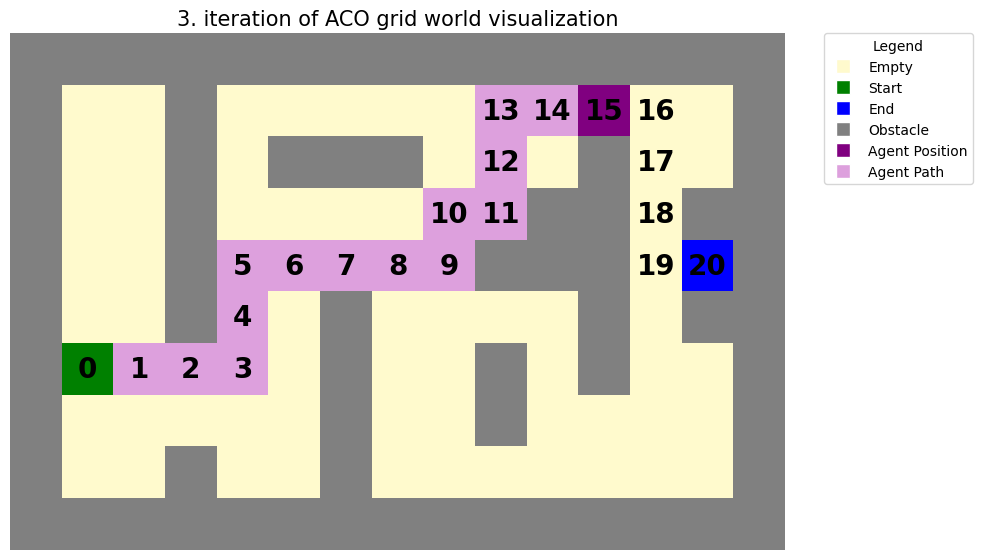 3. iteration of ACO grid world visualization
Legend
Empty
Start
End
Obstacle
Agent Position
Agent Path
13 14 15 16
12 17
10 11 18
5 6 7 8 9 19 20
4
0 1 2 3